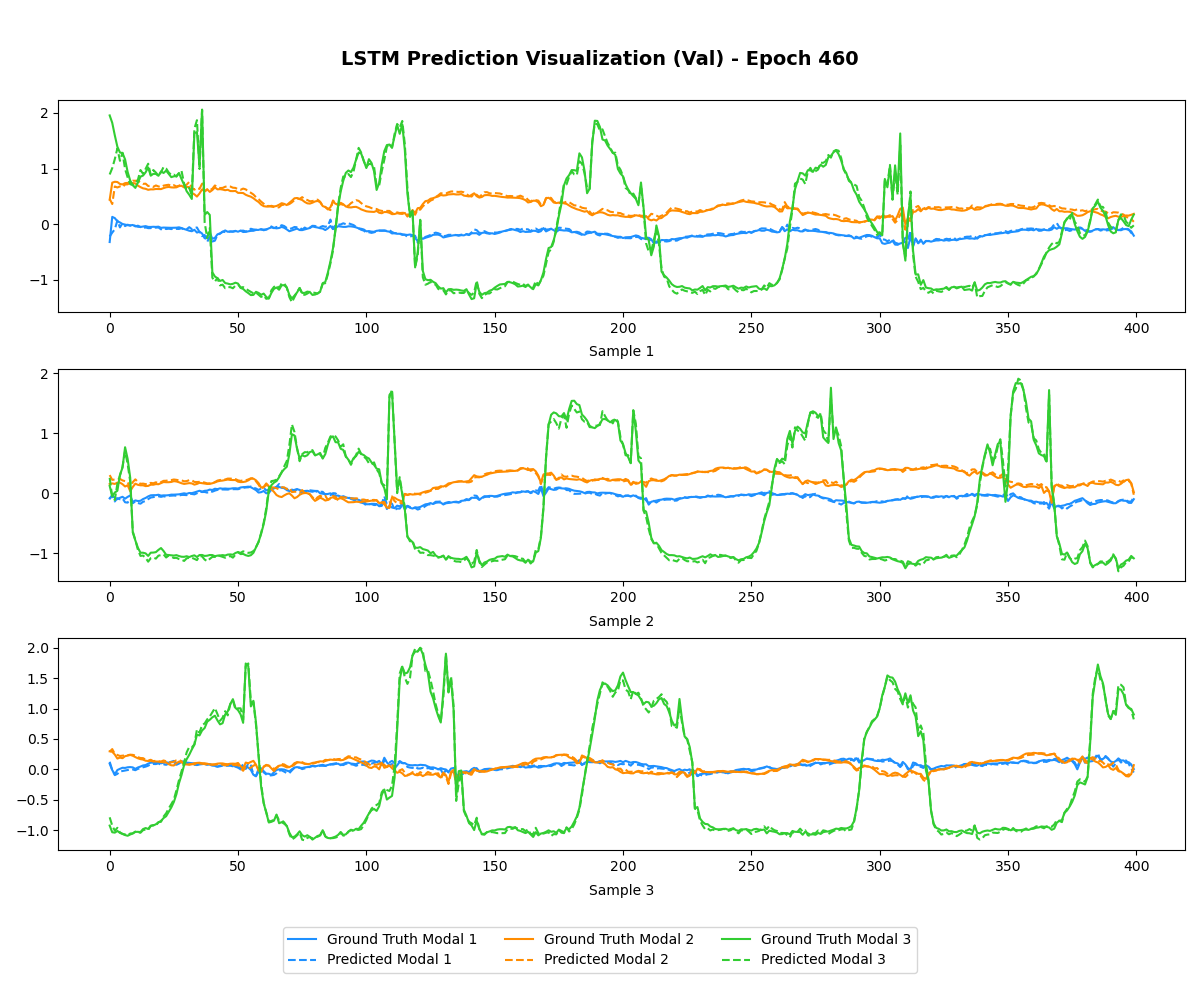 LSTM Prediction Visualization (Val) - Epoch 460
2
1
0
−1
0 50 100 150 200 250 300 350 400
Sample 1
2
1
0
−1
0 50 100 150 200 250 300 350 400
Sample 2
2.0
1.5
1.0
0.5
0.0
−0.5
−1.0
0 50 100 150 200 250 300 350 400
Sample 3
Ground Truth Modal 1 Ground Truth Modal 2 Ground Truth Modal 3
Predicted Modal 1 Predicted Modal 2 Predicted Modal 3